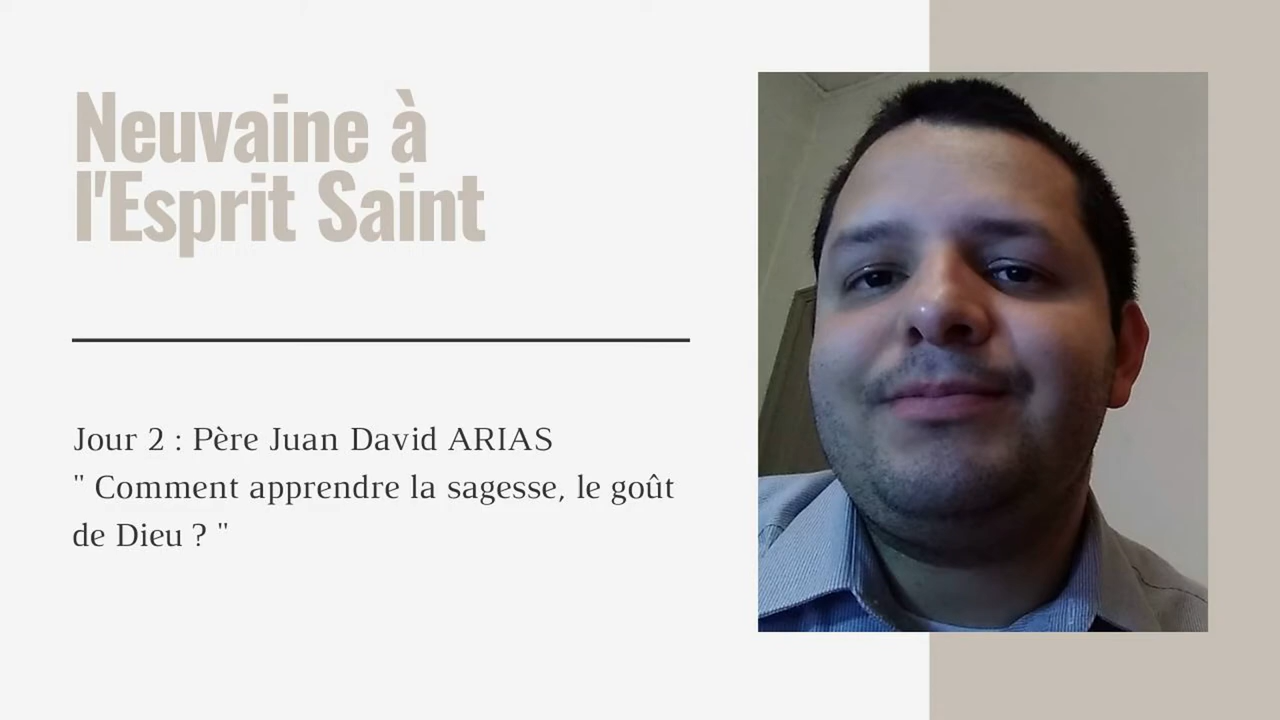 Neuvaine à
l'Esprit Saint
Jour 2 : Père Juan David ARIAS
" Comment apprendre la sagesse, le goût
de Dieu ? "